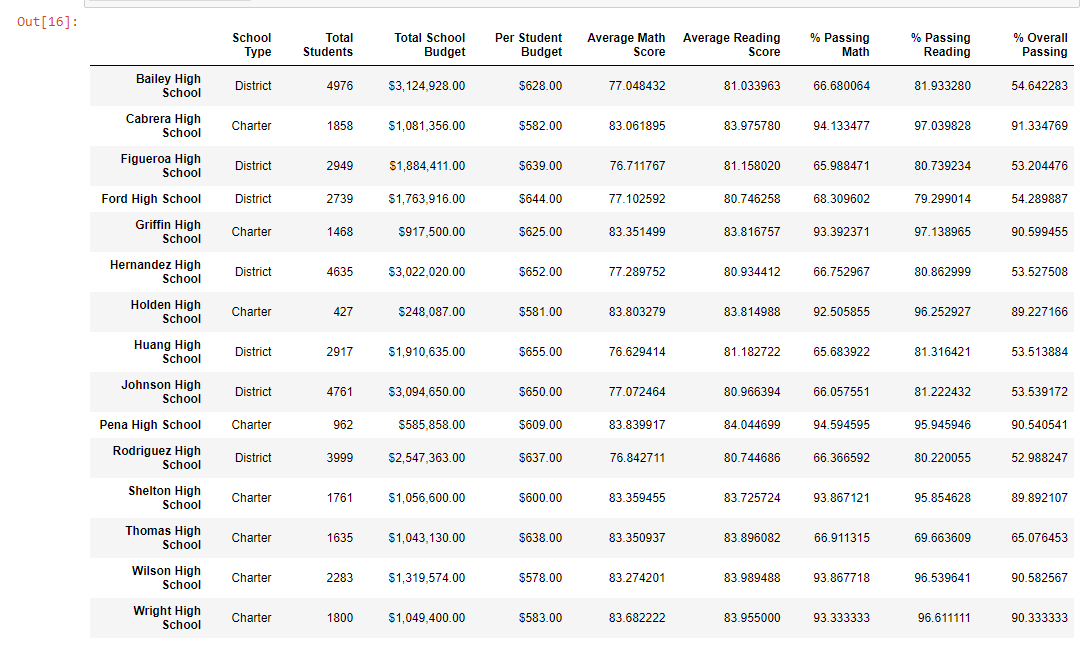 Out[16]:
School Type Total Students Total School Budget Per Student Budget Average Math Score Average Reading Score % Passing Math % Passing Reading % Overall Passing
Bailey High School District 4976 $3,124,928.00 $628.00 77.048432 81.033963 66.680064 81.933280 54.642283
Cabrera High School Charter 1858 $1,081,356.00 $582.00 83.061895 83.975780 94.133477 97.039828 91.334769
Figueroa High School District 2949 $1,884,411.00 $639.00 76.711767 81.158020 65.988471 80.739234 53.204476
Ford High School District 2739 $1,763,916.00 $644.00 77.102592 80.746258 68.309602 79.299014 54.289887
Griffin High School Charter 1468 $917,500.00 $625.00 83.351499 83.816757 93.392371 97.138965 90.599455
Hernandez High School District 4635 $3,022,020.00 $652.00 77.289752 80.934412 66.752967 80.862999 53.527508
Holden High School Charter 427 $248,087.00 $581.00 83.803279 83.814988 92.505855 96.252927 89.227166
Huang High School District 2917 $1,910,635.00 $655.00 76.629414 81.182722 65.683922 81.316421 53.513884
Johnson High School District 4761 $3,094,650.00 $650.00 77.072464 80.966394 66.057551 81.222432 53.539172
Pena High School Charter 962 $585,858.00 $609.00 83.839917 84.044699 94.594595 95.945946 90.540541
Rodriguez High School District 3999 $2,547,363.00 $637.00 76.842711 80.744686 66.366592 80.220055 52.988247
Shelton High School Charter 1761 $1,056,600.00 $600.00 83.359455 83.725724 93.867121 95.854628 89.892107
Thomas High School Charter 1635 $1,043,130.00 $638.00 83.350937 83.896082 66.911315 69.663609 65.076453
Wilson High School Charter 2283 $1,319,574.00 $578.00 83.274201 83.989488 93.867718 96.539641 90.582567
Wright High School Charter 1800 $1,049,400.00 $583.00 83.682222 83.955000 93.333333 96.611111 90.333333